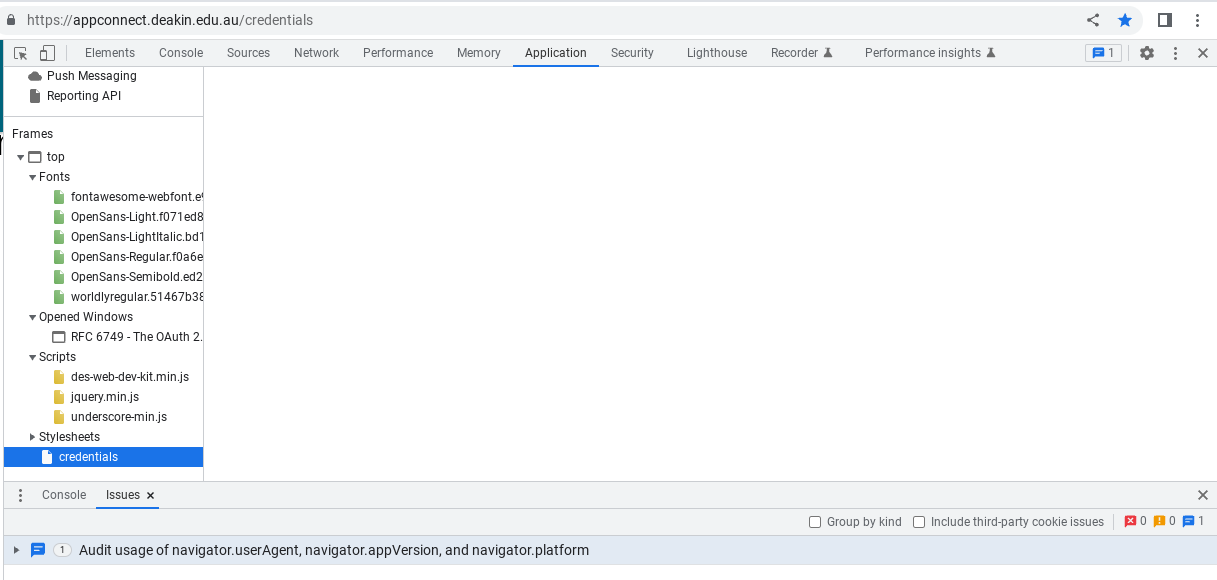 https://appconnect.deakin.edu.au/credentials
Elements Console Sources Network Performance Memory Application Security Lighthouse Recorder Performance insights 1
Push Messaging
Reporting API
Frames
top
Fonts
fontawesome-webfont.e
OpenSans-Light.f071ed8
OpenSans-LightItalic.bd1
OpenSans-Regular.f0a6e
OpenSans-Semibold.ed2
worldlyregular.51467b38
Opened Windows
RFC 6749 - The OAuth 2.
Scripts
des-web-dev-kit.min.js
jquery.min.js
underscore-min.js
Stylesheets
credentials
Console Issues
Group by kind Include third-party cookie issues 0 0 1
1 Audit usage of navigator.userAgent, navigator.appVersion, and navigator.platform